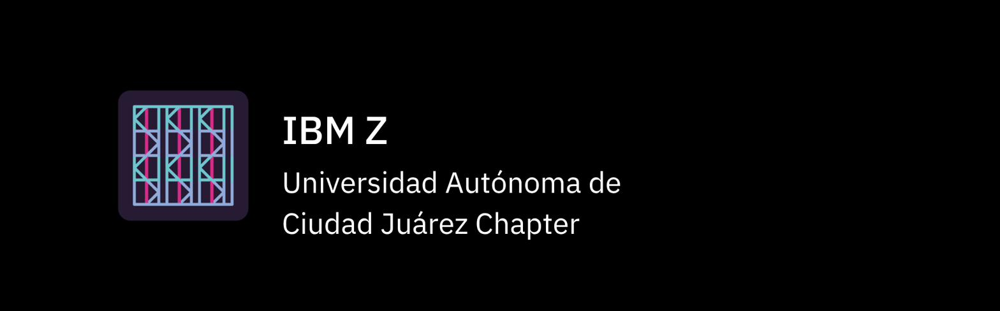 IBM Z
Universidad Autónoma de
Ciudad Juárez Chapter